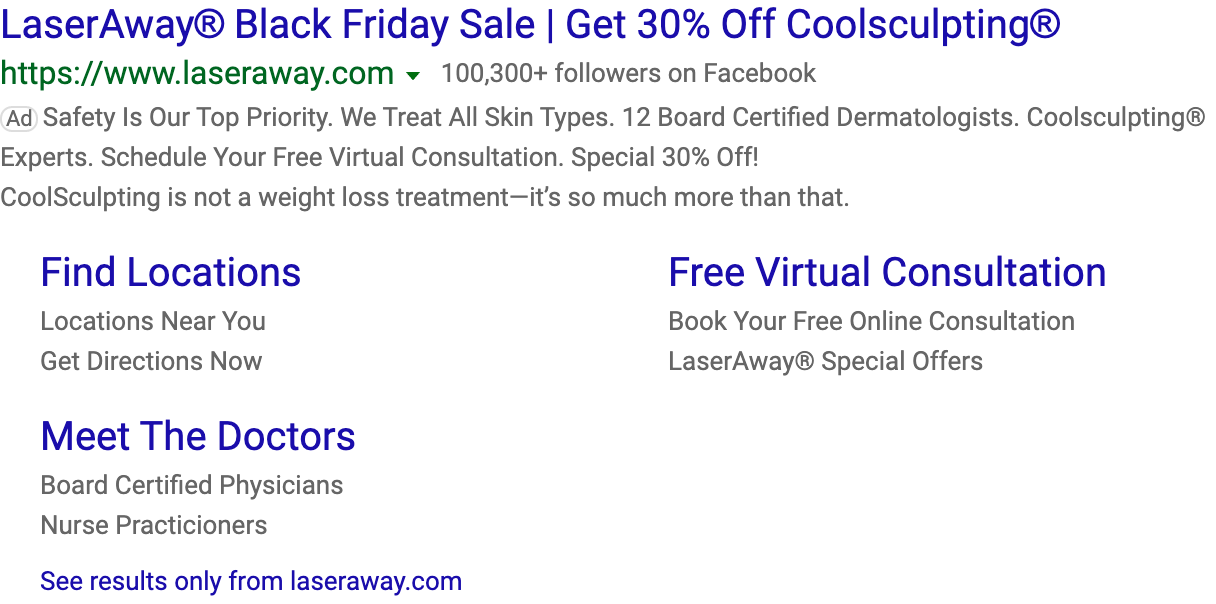 LaserAway® Black Friday Sale | Get 30% Off Coolsculpting®
https://www.laseraway.com 100,300+ followers on Facebook
Ad Safety Is Our Top Priority. We Treat All Skin Types. 12 Board Certified Dermatologists. Coolsculpting®
Experts. Schedule Your Free Virtual Consultation. Special 30% Off!
CoolSculpting is not a weight loss treatment—it’s so much more than that.
Find Locations
Locations Near You
Get Directions Now
Free Virtual Consultation
Book Your Free Online Consultation
LaserAway® Special Offers
Meet The Doctors
Board Certified Physicians
Nurse Practicioners
See results only from laseraway.com